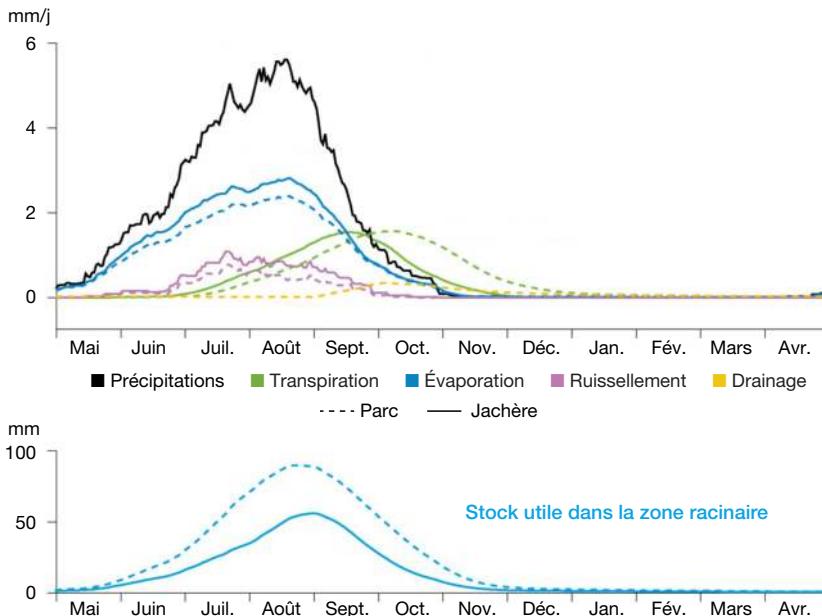 mm/j
6
4
2
0
Mai Juin Juil. Août Sept. Oct. Nov. Déc. Jan. Fév. Mars Avr.
Précipitations Transpiration Évaporation Ruissellement Drainage
Parc Jachère
mm
100
50
Stock utile dans la zone racinaire
0
Mai Juin Juil. Août Sept. Oct. Nov. Déc. Jan. Fév. Mars Avr.